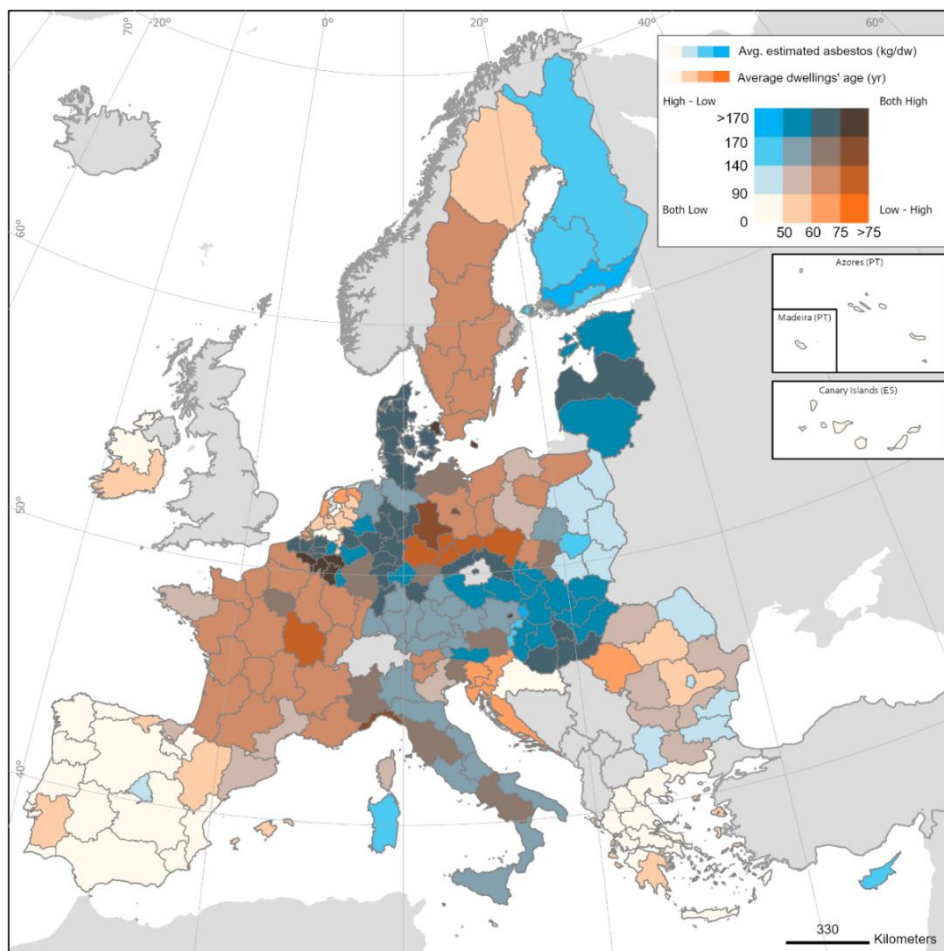 70°
-20°
0°
20°
40°
60°
60°
50°
40°
Avg. estimated asbestos (kg/dw)
Average dwellings' age (yr)
High - Low
Both High
>170
170
140
90
0
Both Low
Low - High
50
60
75
>75
Azores (PT)
Madeira (PT)
Canary Islands (ES)
330
Kilometers